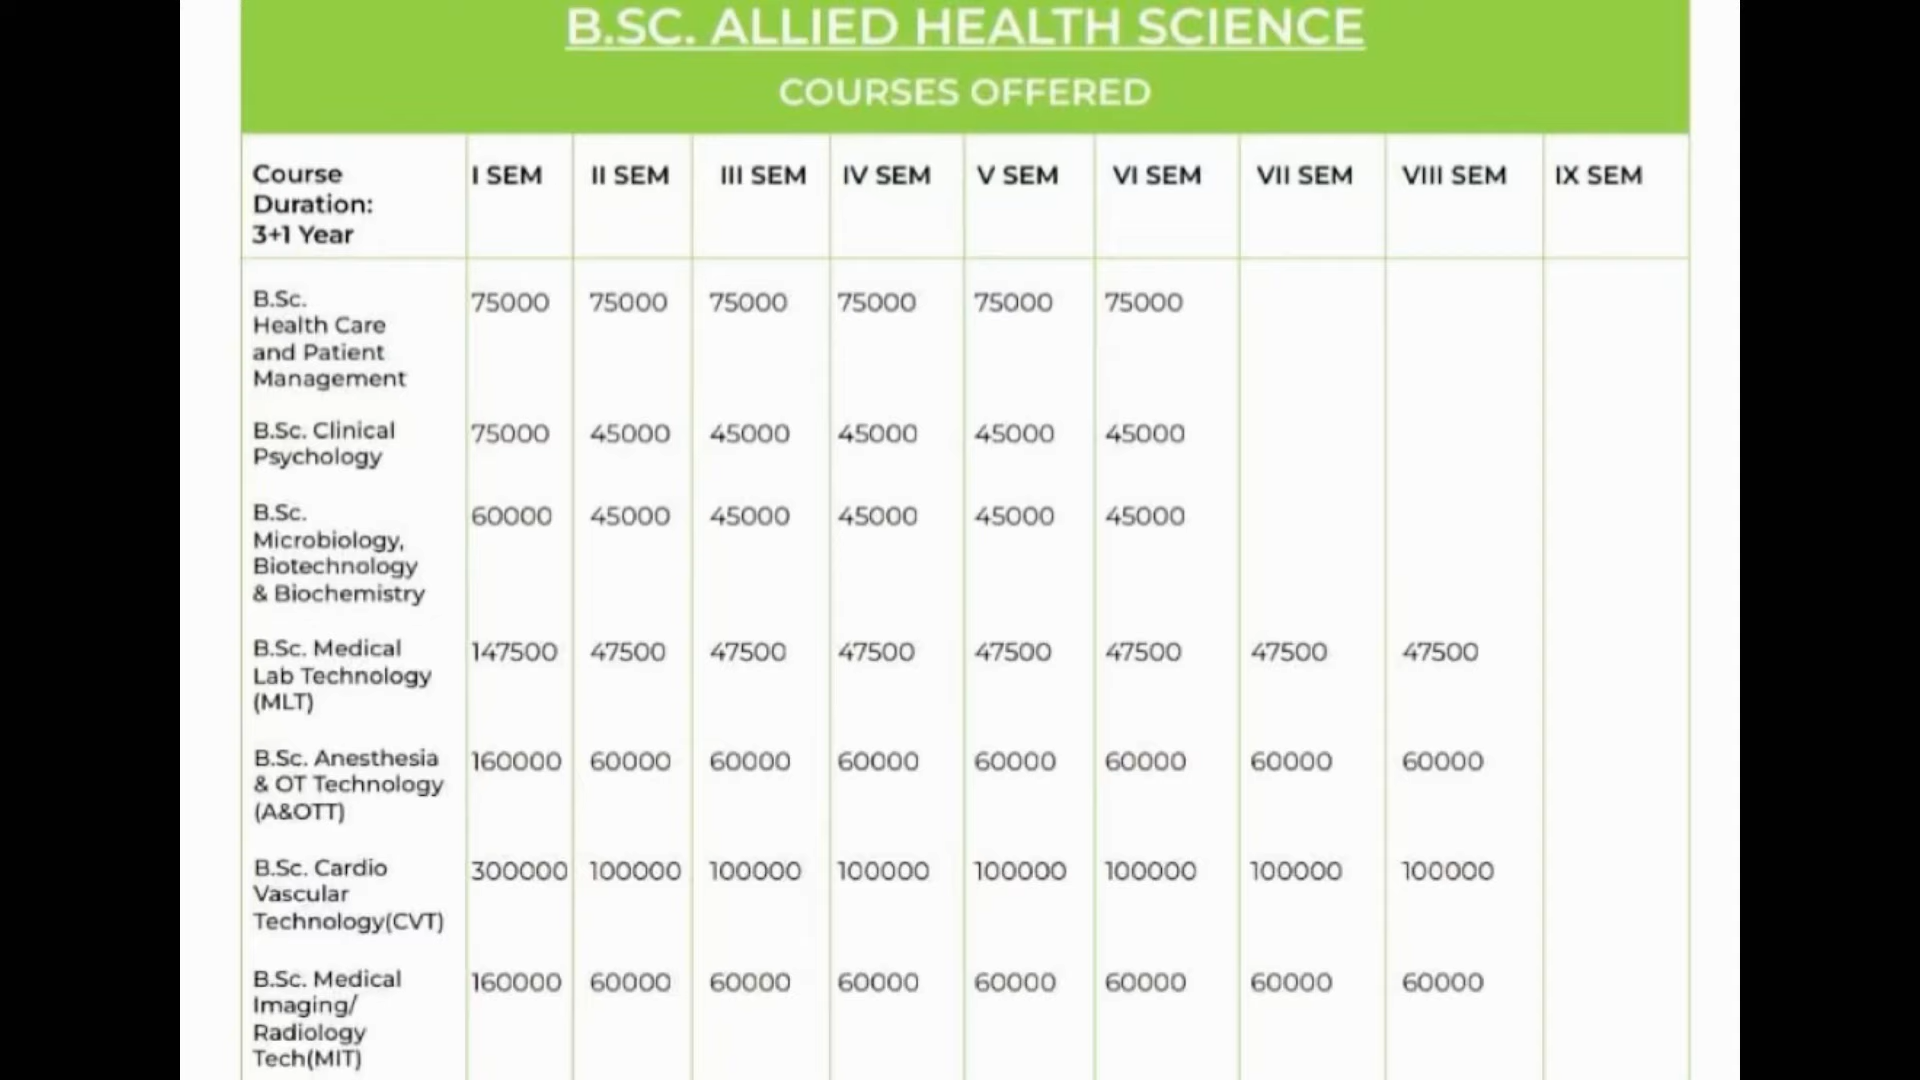 B.SC. ALLIED HEALTH SCIENCE
COURSES OFFERED
Course Duration: 3+1 Year I SEM II SEM III SEM IV SEM V SEM VI SEM VII SEM VIII SEM IX SEM
B.Sc. Health Care and Patient Management 75000 75000 75000 75000 75000 75000
B.Sc. Clinical Psychology 75000 45000 45000 45000 45000 45000
B.Sc. Microbiology, Biotechnology & Biochemistry 60000 45000 45000 45000 45000 45000
B.Sc. Medical Lab Technology (MLT) 147500 47500 47500 47500 47500 47500 47500 47500
B.Sc. Anesthesia & OT Technology (A&OTT) 160000 60000 60000 60000 60000 60000 60000 60000
B.Sc. Cardio Vascular Technology(CVT) 300000 100000 100000 100000 100000 100000 100000 100000
B.Sc. Medical Imaging/ Radiology Tech(MIT) 160000 60000 60000 60000 60000 60000 60000 60000